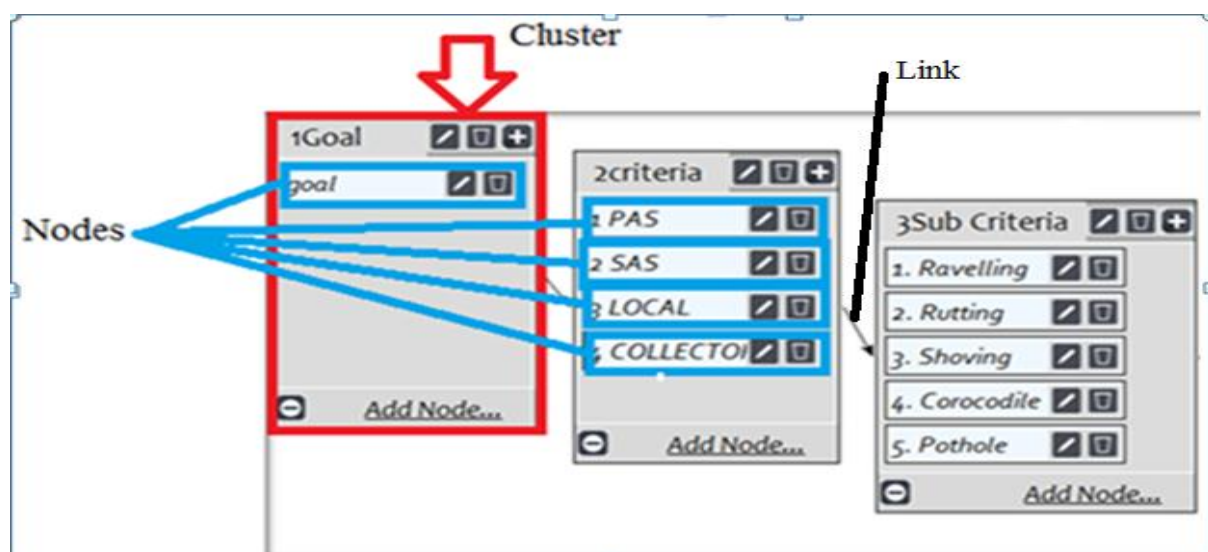 Cluster
Link
Nodes
1Goal
goal
Add Node...
2criteria
1 PAS
2 SAS
3 LOCAL
COLLECTOR
Add Node...
3Sub Criteria
1. Ravelling
2. Rutting
3. Shoving
4. Corocodile
5. Pothole
Add Node...